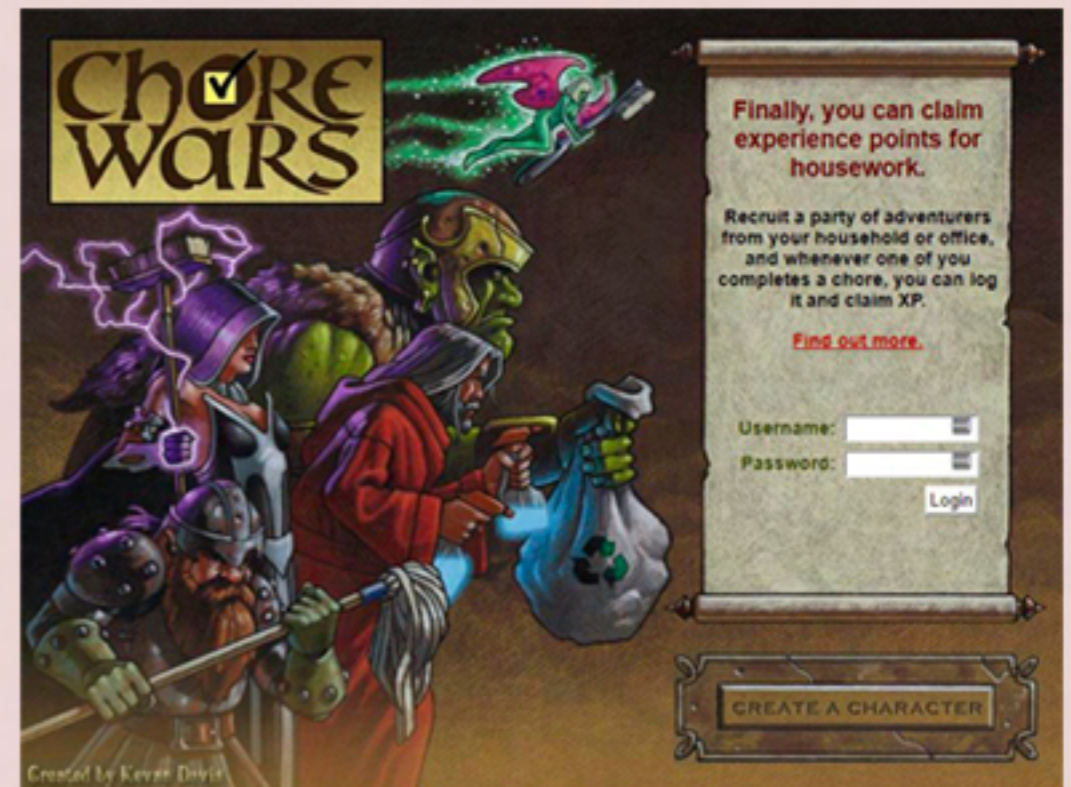 CHORE
WARS
Finally, you can claim
experience points for
housework.
Recruit a party of adventurers
from your household or office,
and whenever one of you
completes a chore, you can log
it and claim XP.
Find out more.
Username:
Password:
Login
CREATE A CHARACTER
Created by Kevan Davis